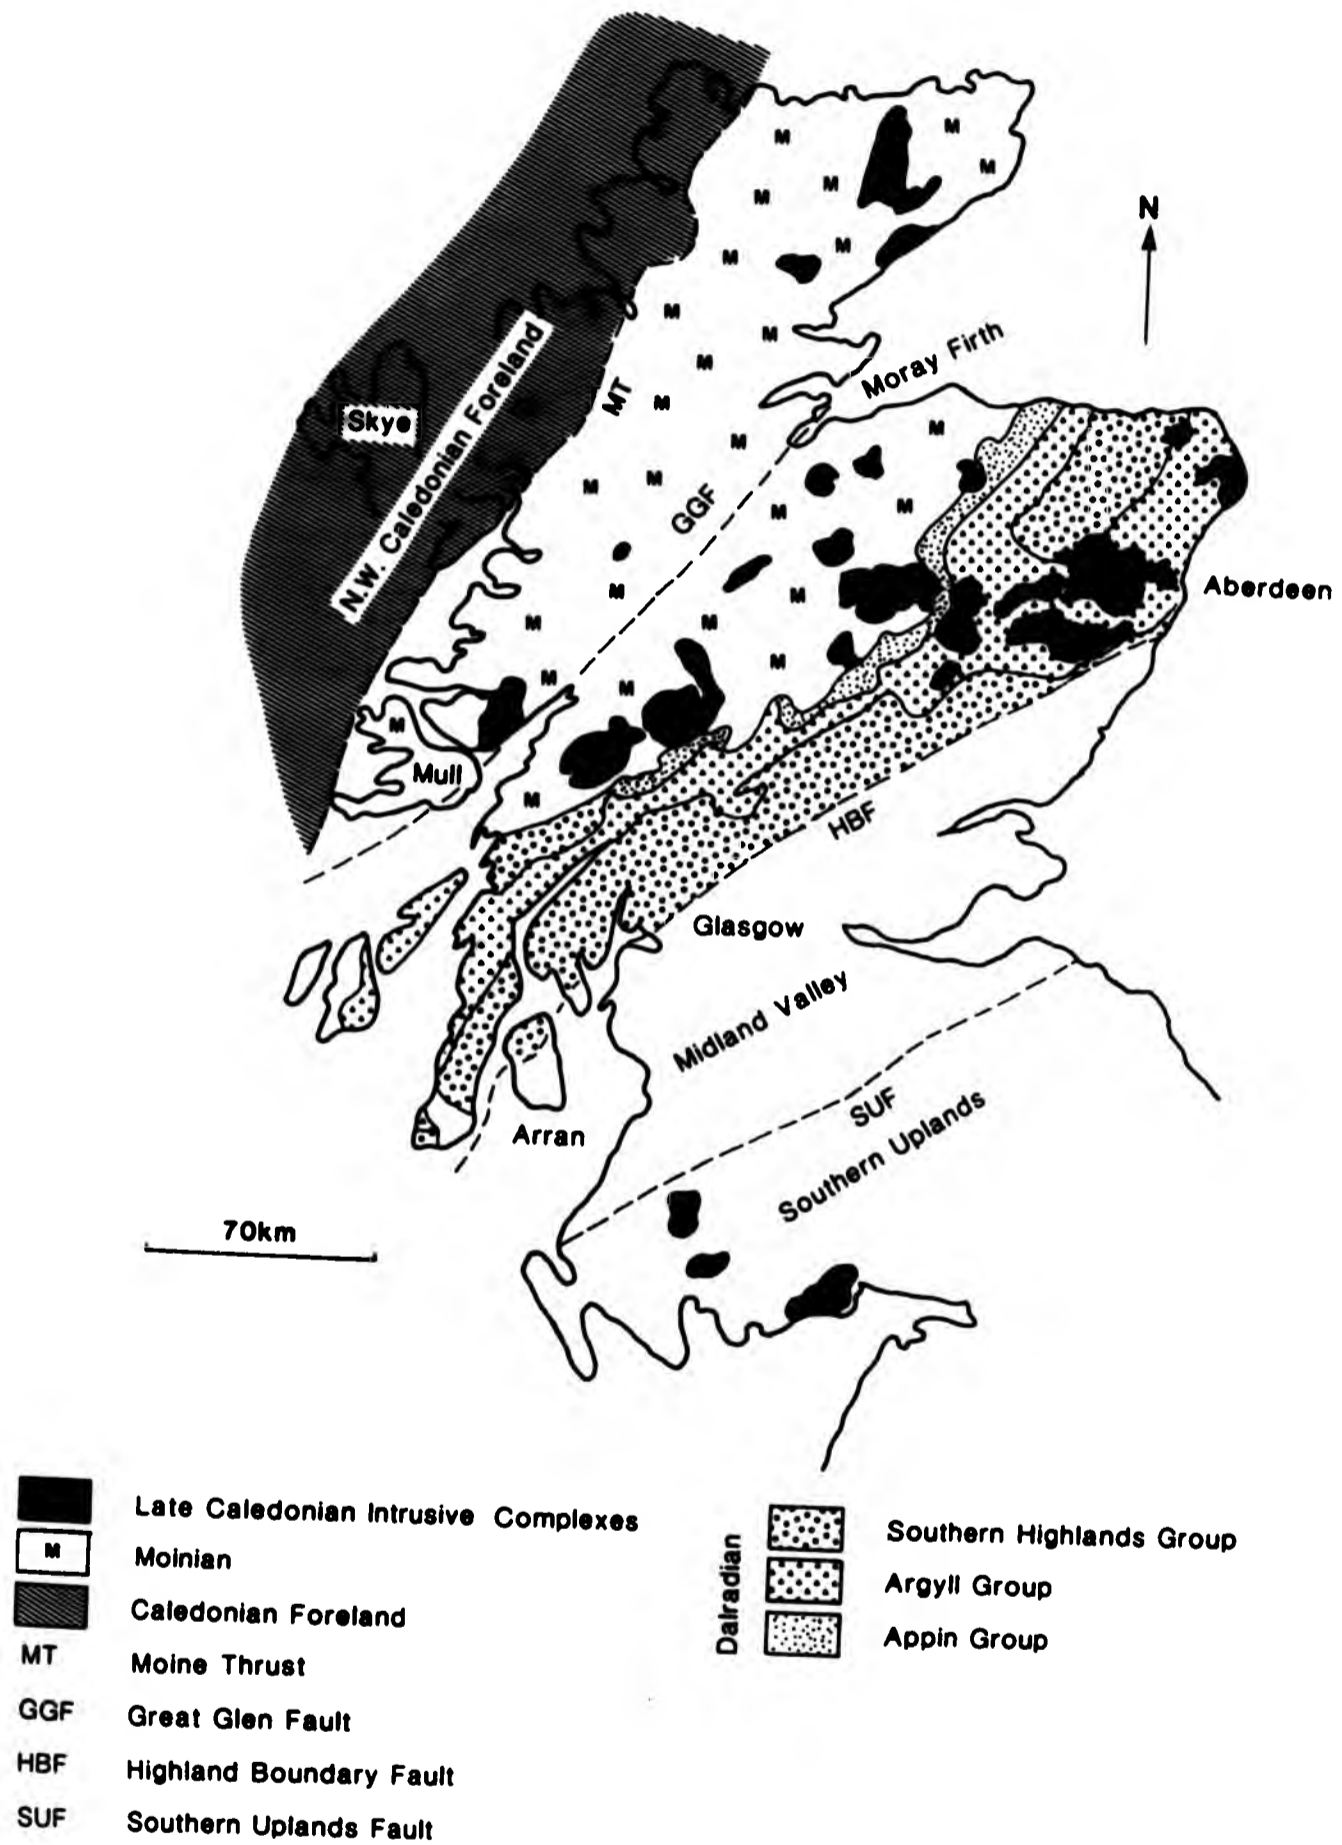 N
M
M
M
M
M
M
M
M
M
M
Moray Firth
M
M
MT
Skye
N.W. Caledonian Foreland
M
M
M
M
GGF
M
M
M
M
M
Aberdeen
M
M
M
M
M
M
Mull
M
HBF
Glasgow
Midland Valley
SUF
Southern Uplands
Arran
70km
Late Caledonian Intrusive Complexes
M
Moinian
Caledonian Foreland
MT
Moine Thrust
GGF
Great Glen Fault
HBF
Highland Boundary Fault
SUF
Southern Uplands Fault
Dalradian
Southern Highlands Group
Argyll Group
Appin Group